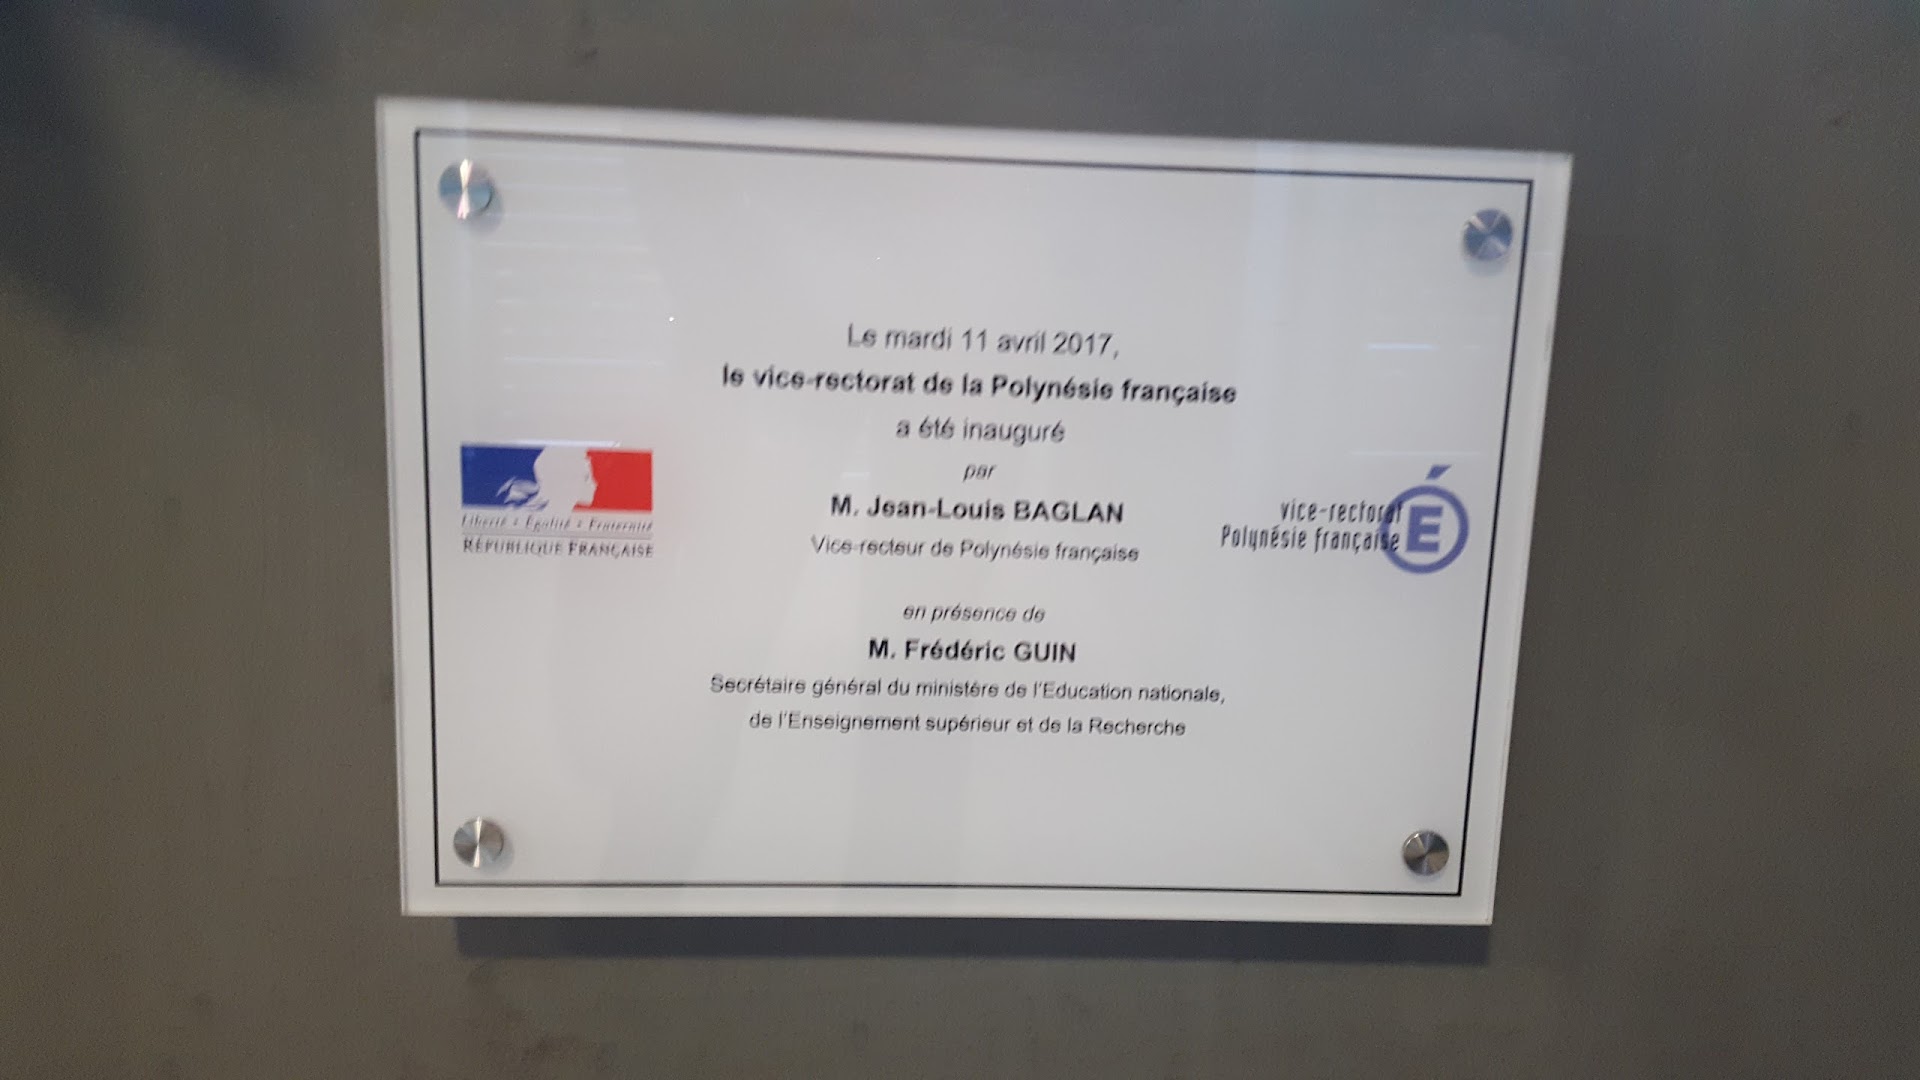 Le mardi 11 avril 2017,
le vice-rectorat de la Polynésie française
a été inauguré
par
M. Jean-Louis BAGLAN
Vice-recteur de Polynésie française
en présence de
M. Frédéric GUIN
Secrétaire général du ministère de l'Education nationale,
de l'Enseignement supérieur et de la Recherche
Liberté • Égalité • Fraternité
RÉPUBLIQUE FRANÇAISE
vice-rectorat
Polynésie française
É